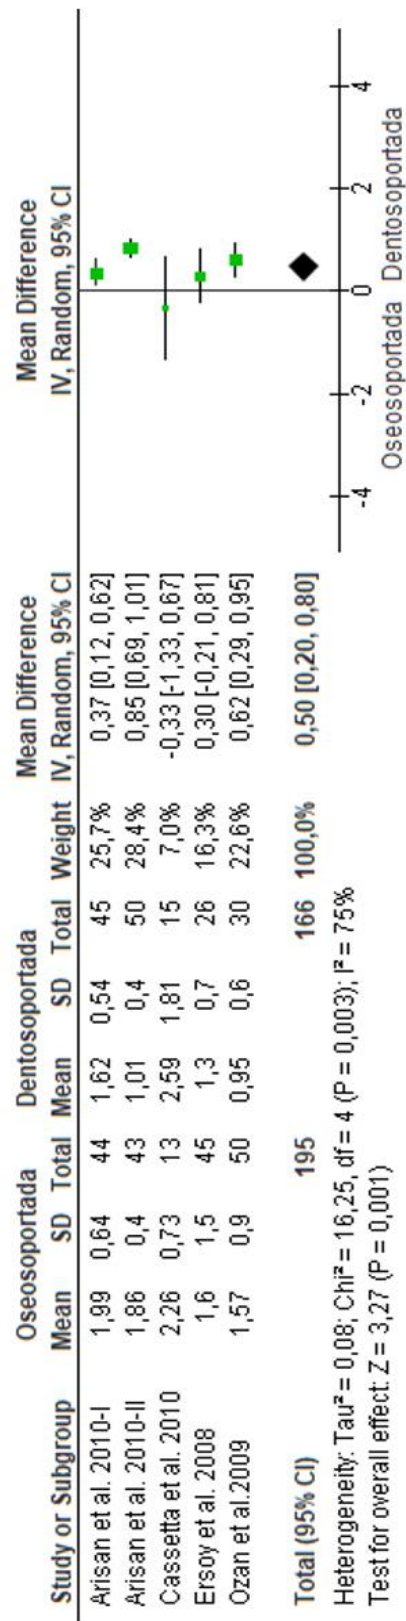 Oseosoportada Dentosoportada Mean Difference Mean Difference
Study or Subgroup Mean SD Total Mean SD Total Weight IV, Random, 95% CI IV, Random, 95% CI
Arisan et al. 2010-I 1,99 0,64 44 1,62 0,54 45 25,7% 0,37 [0,12, 0,62]
Arisan et al. 2010-II 1,86 0,4 43 1,01 0,4 50 28,4% 0,85 [0,69, 1,01]
Cassetta et al. 2010 2,26 0,73 13 2,59 1,81 15 7,0% -0,33 [-1,33, 0,67]
Ersoy et al. 2008 1,6 1,5 45 1,3 0,7 26 16,3% 0,30 [-0,21, 0,81]
Ozan et al.2009 1,57 0,9 50 0,95 0,6 30 22,6% 0,62 [0,29, 0,95]
Total (95% CI) 195 166 100,0% 0,50 [0,20, 0,80]
Heterogeneity: Tau² = 0,08; Chi² = 16,25, df = 4 (P = 0,003); I² = 75%
Test for overall effect: Z = 3,27 (P = 0,001)
-4 -2 0 2 4
Oseosoportada Dentosoportada